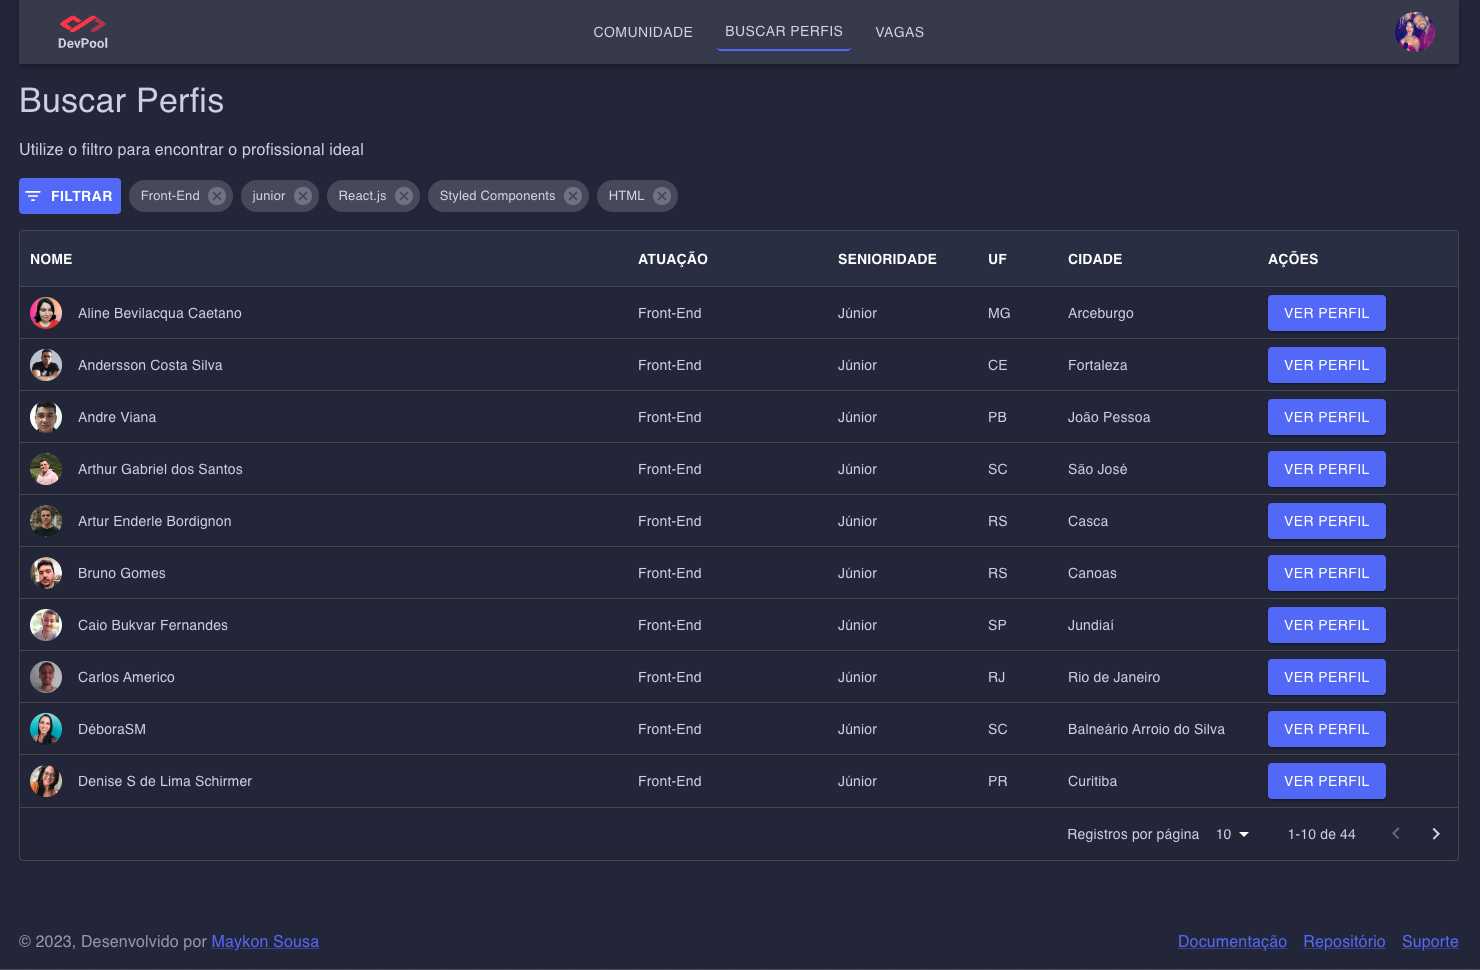 DevPool
COMUNIDADE BUSCAR PERFIS VAGAS
Buscar Perfis
Utilize o filtro para encontrar o profissional ideal
FILTRAR Front-End junior React.js Styled Components HTML
NOME ATUAÇÃO SENIORIDADE UF CIDADE AÇÕES
Aline Bevilacqua Caetano Front-End Júnior MG Arceburgo VER PERFIL
Andersson Costa Silva Front-End Júnior CE Fortaleza VER PERFIL
Andre Viana Front-End Júnior PB João Pessoa VER PERFIL
Arthur Gabriel dos Santos Front-End Júnior SC São José VER PERFIL
Artur Enderle Bordignon Front-End Júnior RS Casca VER PERFIL
Bruno Gomes Front-End Júnior RS Canoas VER PERFIL
Caio Bukvar Fernandes Front-End Júnior SP Jundiaí VER PERFIL
Carlos Americo Front-End Júnior RJ Rio de Janeiro VER PERFIL
DéboraSM Front-End Júnior SC Balneário Arroio do Silva VER PERFIL
Denise S de Lima Schirmer Front-End Júnior PR Curitiba VER PERFIL
Registros por página 10 1-10 de 44
© 2023, Desenvolvido por Maykon Sousa Documentação Repositório Suporte